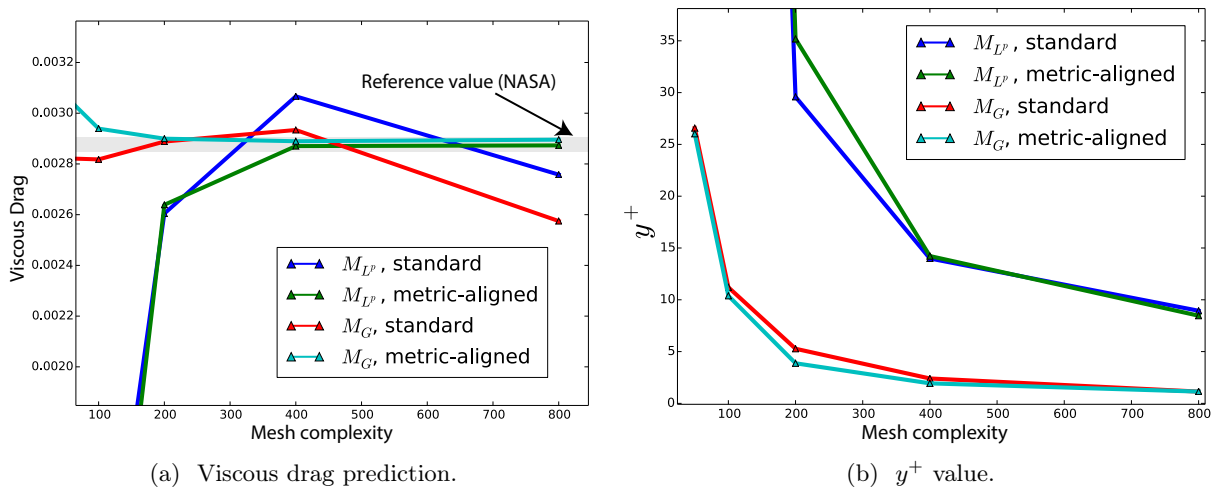 0.0032
0.0030
0.0028
0.0026
0.0024
0.0022
0.0020
Viscous Drag
Reference value (NASA)
M_{L^p}, standard
M_{L^p}, metric-aligned
M_G, standard
M_G, metric-aligned
100 200 300 400 500 600 700 800
Mesh complexity
(a) Viscous drag prediction.
35
30
25
20
15
10
5
0
y^+
M_{L^p}, standard
M_{L^p}, metric-aligned
M_G, standard
M_G, metric-aligned
100 200 300 400 500 600 700 800
Mesh complexity
(b) y^+ value.